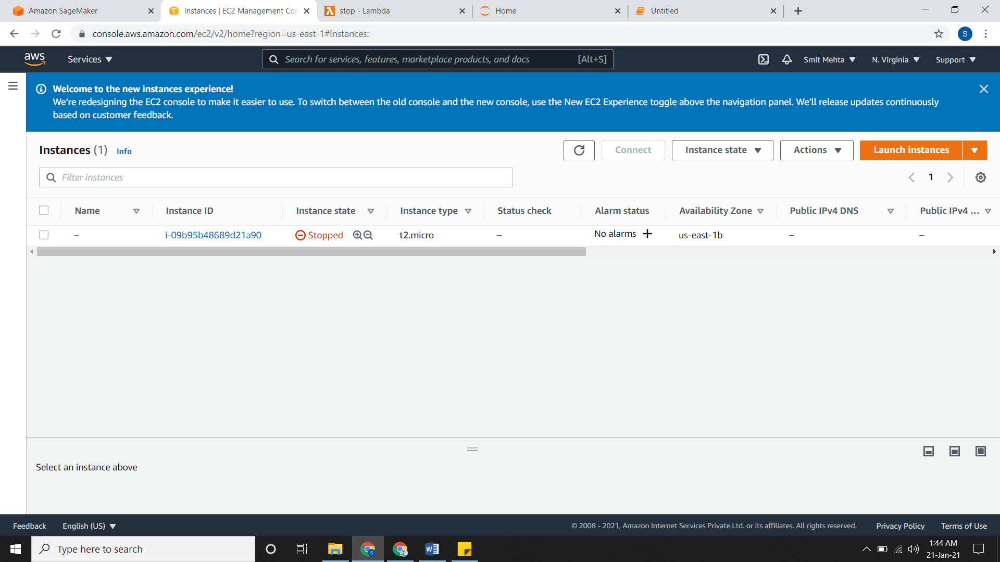 Amazon SageMaker
Instances | EC2 Management Con
stop - Lambda
Home
Untitled
console.aws.amazon.com/ec2/v2/home?region=us-east-1#Instances:
S
aws
Services
Search for services, features, marketplace products, and docs
[Alt+S]
Smit Mehta
N. Virginia
Support
Welcome to the new instances experience!
We're redesigning the EC2 console to make it easier to use. To switch between the old console and the new console, use the New EC2 Experience toggle above the navigation panel. We'll release updates continuously
based on customer feedback.
Instances (1) Info
Connect
Instance state
Actions
Launch instances
Filter instances
1
Name
Instance ID
Instance state
Instance type
Status check
Alarm status
Availability Zone
Public IPv4 DNS
Public IPv4 ...
–
i-09b95b48689d21a90
Stopped
t2.micro
–
No alarms
us-east-1b
–
–
Select an instance above
Feedback
English (US)
© 2008 - 2021, Amazon Internet Services Private Ltd. or its affiliates. All rights reserved.
Privacy Policy
Terms of Use
Type here to search
1:44 AM
21-Jan-21